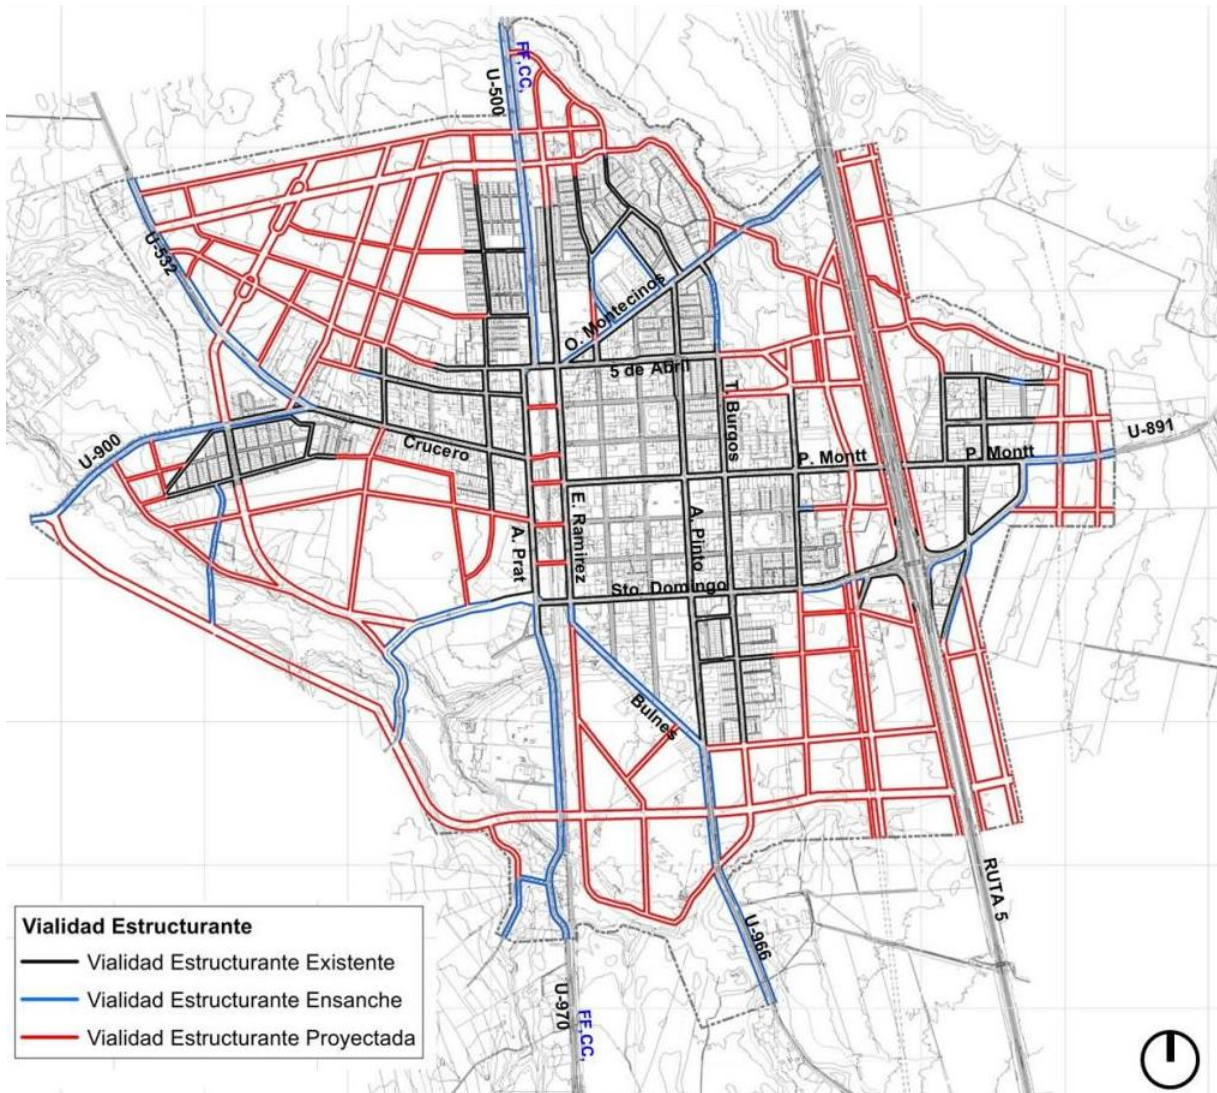 FF,CC,
U-500
U-532
O. Montecinos
5 de Abril
T. Burgos
Crucero
U-900
P. Montt
P. Montt
U-891
E. Ramirez
A. Pinto
A. Prat
Sto. Domingo
Bulnes
RUTA 5
U-966
U-970
FF,CC,
Vialidad Estructurante
Vialidad Estructurante Existente
Vialidad Estructurante Ensanche
Vialidad Estructurante Proyectada